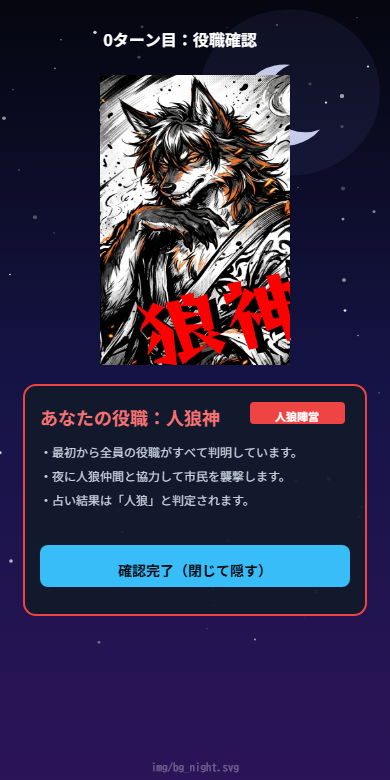 0ターン目：役職確認
狼神
あなたの役職：人狼神
人狼陣営
・最初から全員の役職がすべて判明しています。
・夜に人狼仲間と協力して市民を襲撃します。
・占い結果は「人狼」と判定されます。
確認完了（閉じて隠す）
img/bg_night.svg